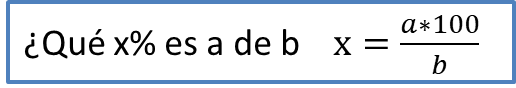 ¿Qué x% es a de b x = a*100 / b